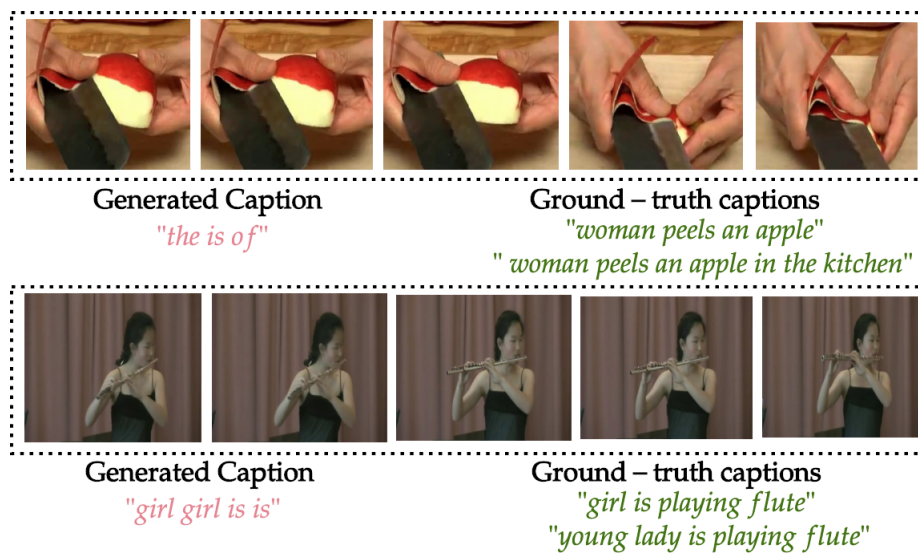 Generated Caption
Ground – truth captions
"the is of"
"woman peels an apple"
" woman peels an apple in the kitchen"
Generated Caption
Ground – truth captions
"girl girl is is"
"girl is playing flute"
"young lady is playing flute"